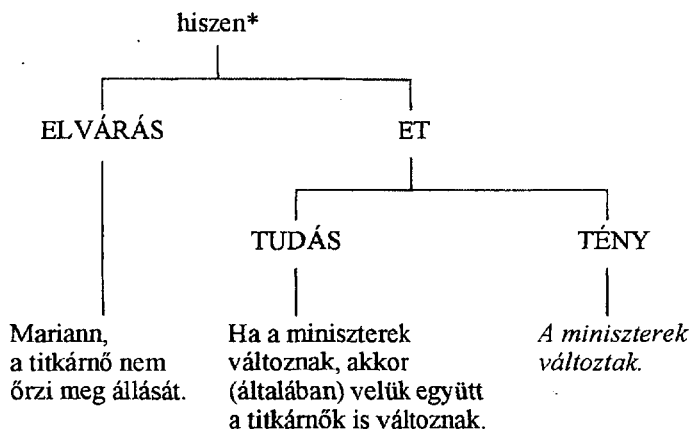 hiszen*
ELVÁRÁS
ET
TUDÁS
TÉNY
Mariann,
a titkárnő nem
őrzi meg állását.
Ha a miniszterek
változnak, akkor
(általában) velük együtt
a titkárnők is változnak.
A miniszterek
változtak.